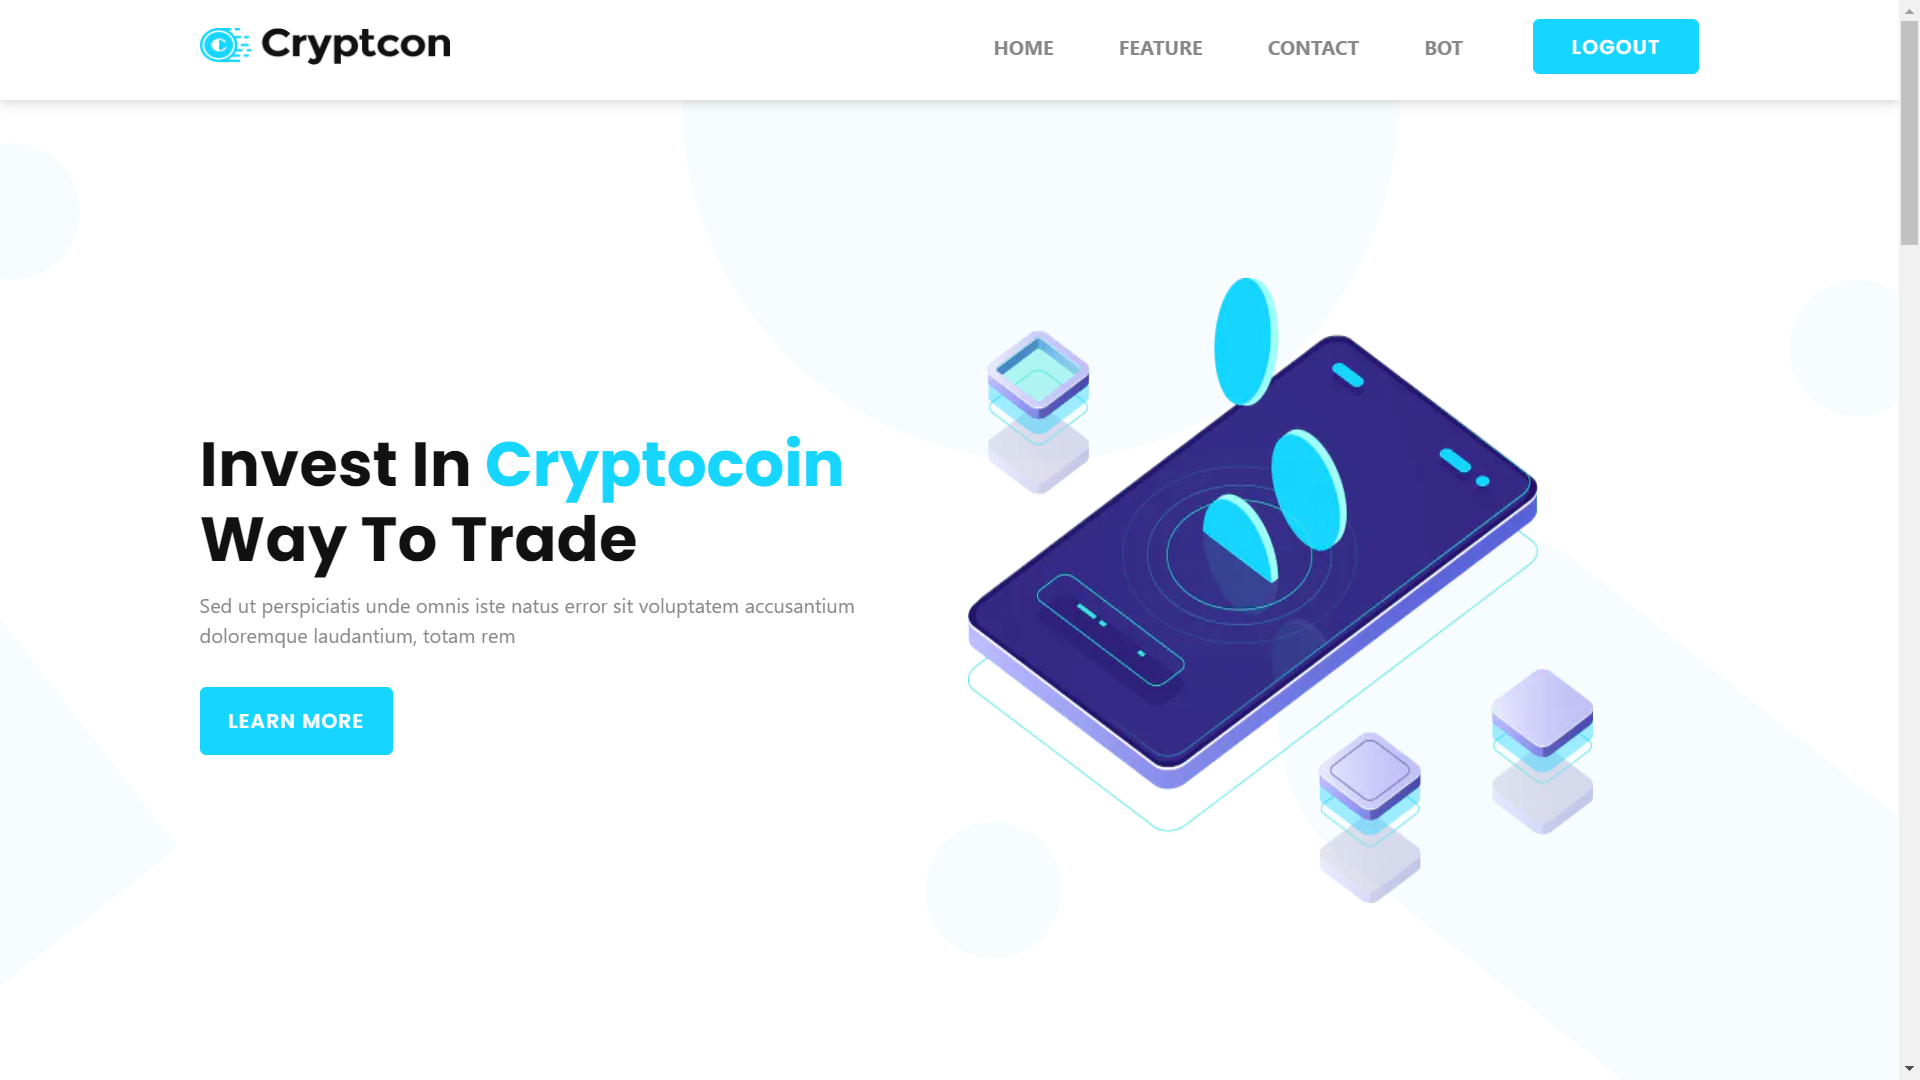 Cryptcon
HOME
FEATURE
CONTACT
BOT
LOGOUT
Invest In Cryptocoin
Way To Trade
Sed ut perspiciatis unde omnis iste natus error sit voluptatem accusantium
doloremque laudantium, totam rem
LEARN MORE